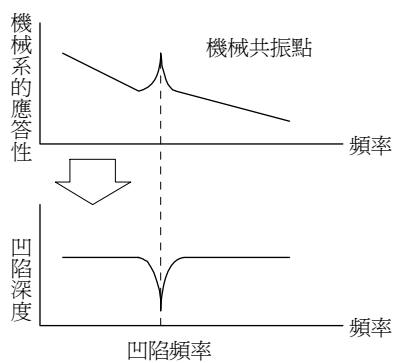 機械系的應答性
機械共振點
頻率
凹陷深度
頻率
凹陷頻率